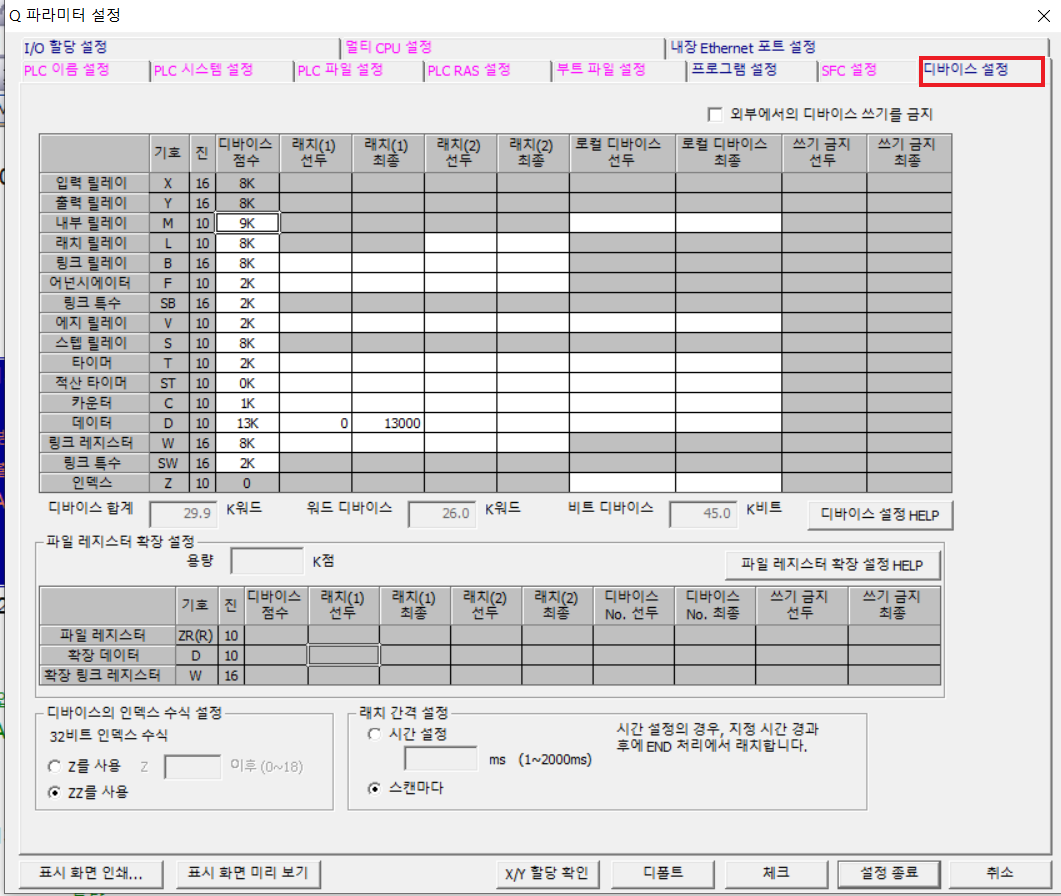 Q 파라미터 설정
I/O 할당 설정 멀티 CPU 설정 내장 Ethernet 포트 설정
PLC 이름 설정 PLC 시스템 설정 PLC 파일 설정 PLC RAS 설정 부트 파일 설정 프로그램 설정 SFC 설정 디바이스 설정
외부에서의 디바이스 쓰기를 금지
기호 진 디바이스 점수 래치(1) 선두 래치(1) 최종 래치(2) 선두 래치(2) 최종 로컬 디바이스 선두 로컬 디바이스 최종 쓰기 금지 선두 쓰기 금지 최종
입력 릴레이 X 16 8K
출력 릴레이 Y 16 8K
내부 릴레이 M 10 9K
래치 릴레이 L 10 8K
링크 릴레이 B 16 8K
어넌시에이터 F 10 2K
링크 특수 SB 16 2K
에지 릴레이 V 10 2K
스텝 릴레이 S 10 8K
타이머 T 10 2K
적산 타이머 ST 10 0K
카운터 C 10 1K
데이터 D 10 13K 0 13000
링크 레지스터 W 16 8K
링크 특수 SW 16 2K
인덱스 Z 10 0
디바이스 합계 29.9 K워드 워드 디바이스 26.0 K워드 비트 디바이스 45.0 K비트 디바이스 설정 HELP
파일 레지스터 확장 설정
용량 K점 파일 레지스터 확장 설정 HELP
기호 진 디바이스 점수 래치(1) 선두 래치(1) 최종 래치(2) 선두 래치(2) 최종 디바이스 No. 선두 디바이스 No. 최종 쓰기 금지 선두 쓰기 금지 최종
파일 레지스터 ZR(R) 10
확장 데이터 D 10
확장 링크 레지스터 W 16
디바이스의 인덱스 수식 설정
32비트 인덱스 수식
Z를 사용 Z 이후 (0~18)
ZZ를 사용
래치 간격 설정
시간 설정
ms (1~2000ms)
스캔마다
시간 설정의 경우, 지정 시간 경과
후에 END 처리에서 래치합니다.
표시 화면 인쇄... 표시 화면 미리 보기 X/Y 할당 확인 디폴트 체크 설정 종료 취소